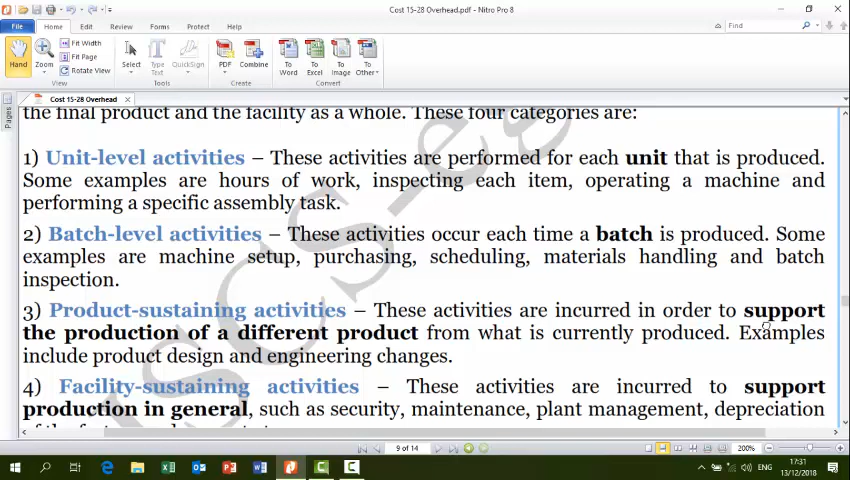 Cost 15-28 Overhead.pdf - Nitro Pro 8
File Home Edit Review Forms Protect Help
Find
Hand Zoom Fit Width Fit Page Rotate View
View
Select Type Text QuickSign
Tools
PDF Combine
Create
To Word To Excel To Image To Other
Convert
Pages
Cost 15-28 Overhead
the final product and the facility as a whole. These four categories are:
1) Unit-level activities – These activities are performed for each unit that is produced.
Some examples are hours of work, inspecting each item, operating a machine and
performing a specific assembly task.
2) Batch-level activities – These activities occur each time a batch is produced. Some
examples are machine setup, purchasing, scheduling, materials handling and batch
inspection.
3) Product-sustaining activities – These activities are incurred in order to support
the production of a different product from what is currently produced. Examples
include product design and engineering changes.
4) Facility-sustaining activities – These activities are incurred to support
production in general, such as security, maintenance, plant management, depreciation
9 of 14
200%
ENG
17:31
13/12/2018